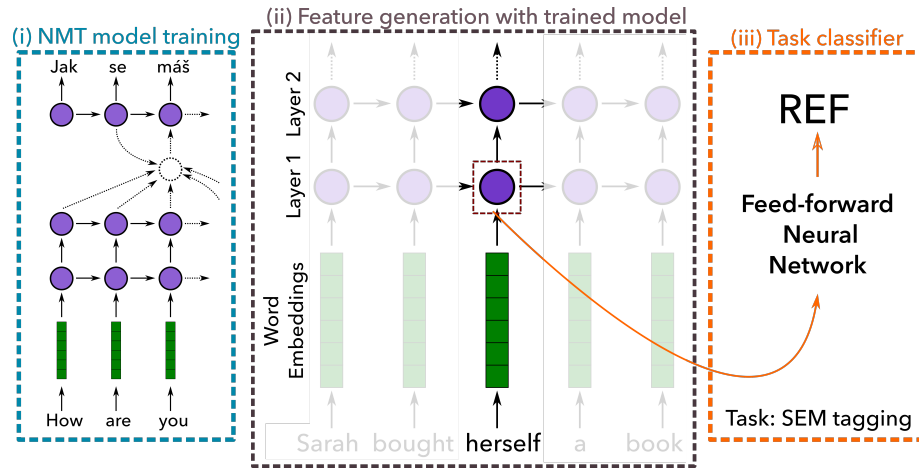 (i) NMT model training
Jak se máš
How are you
(ii) Feature generation with trained model
Layer 2
Layer 1
Word
Embeddings
Sarah bought herself a book
(iii) Task classifier
REF
Feed-forward
Neural
Network
Task: SEM tagging